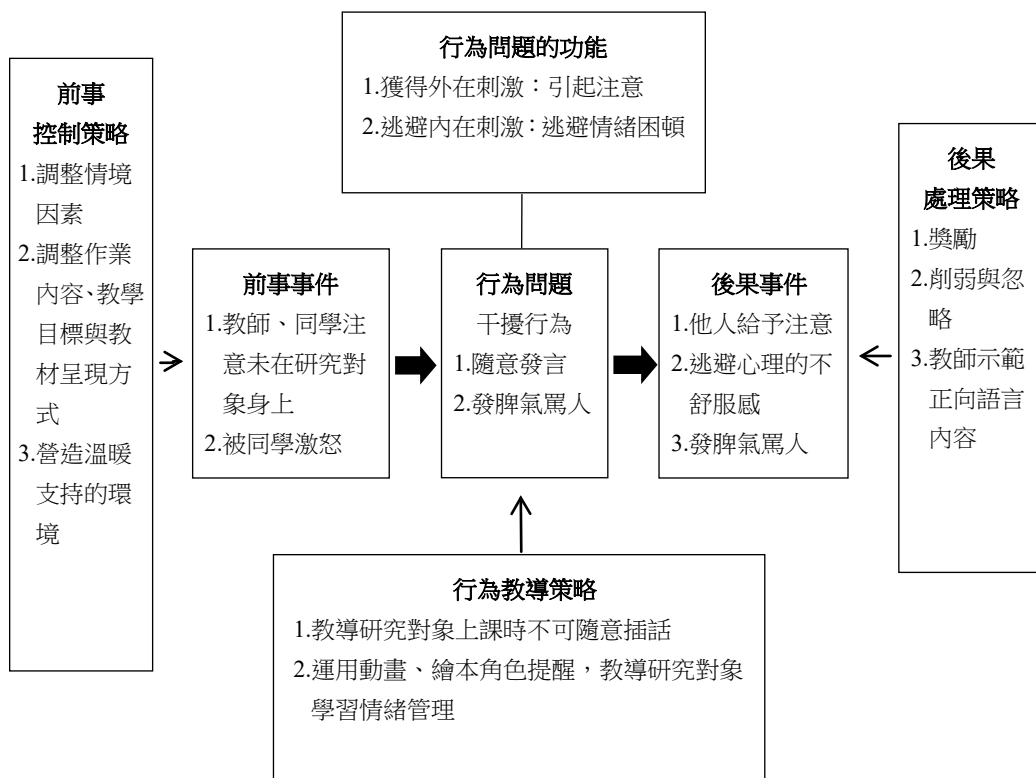 行為問題的功能
1.獲得外在刺激：引起注意
2.逃避內在刺激：逃避情緒困頓
前事
控制策略
1.調整情境
因素
2.調整作業
內容、教學
目標與教
材呈現方
式
3.營造溫暖
支持的環
境
前事事件
1.教師、同學注
意未在研究對
象身上
2.被同學激怒
行為問題
干擾行為
1.隨意發言
2.發脾氣罵人
後果事件
1.他人給予注意
2.逃避心理的不
舒服感
3.發脾氣罵人
後果
處理策略
1.獎勵
2.削弱與忽
略
3.教師示範
正向語言
內容
行為教導策略
1.教導研究對象上課時不可隨意插話
2.運用動畫、繪本角色提醒，教導研究對象
學習情緒管理